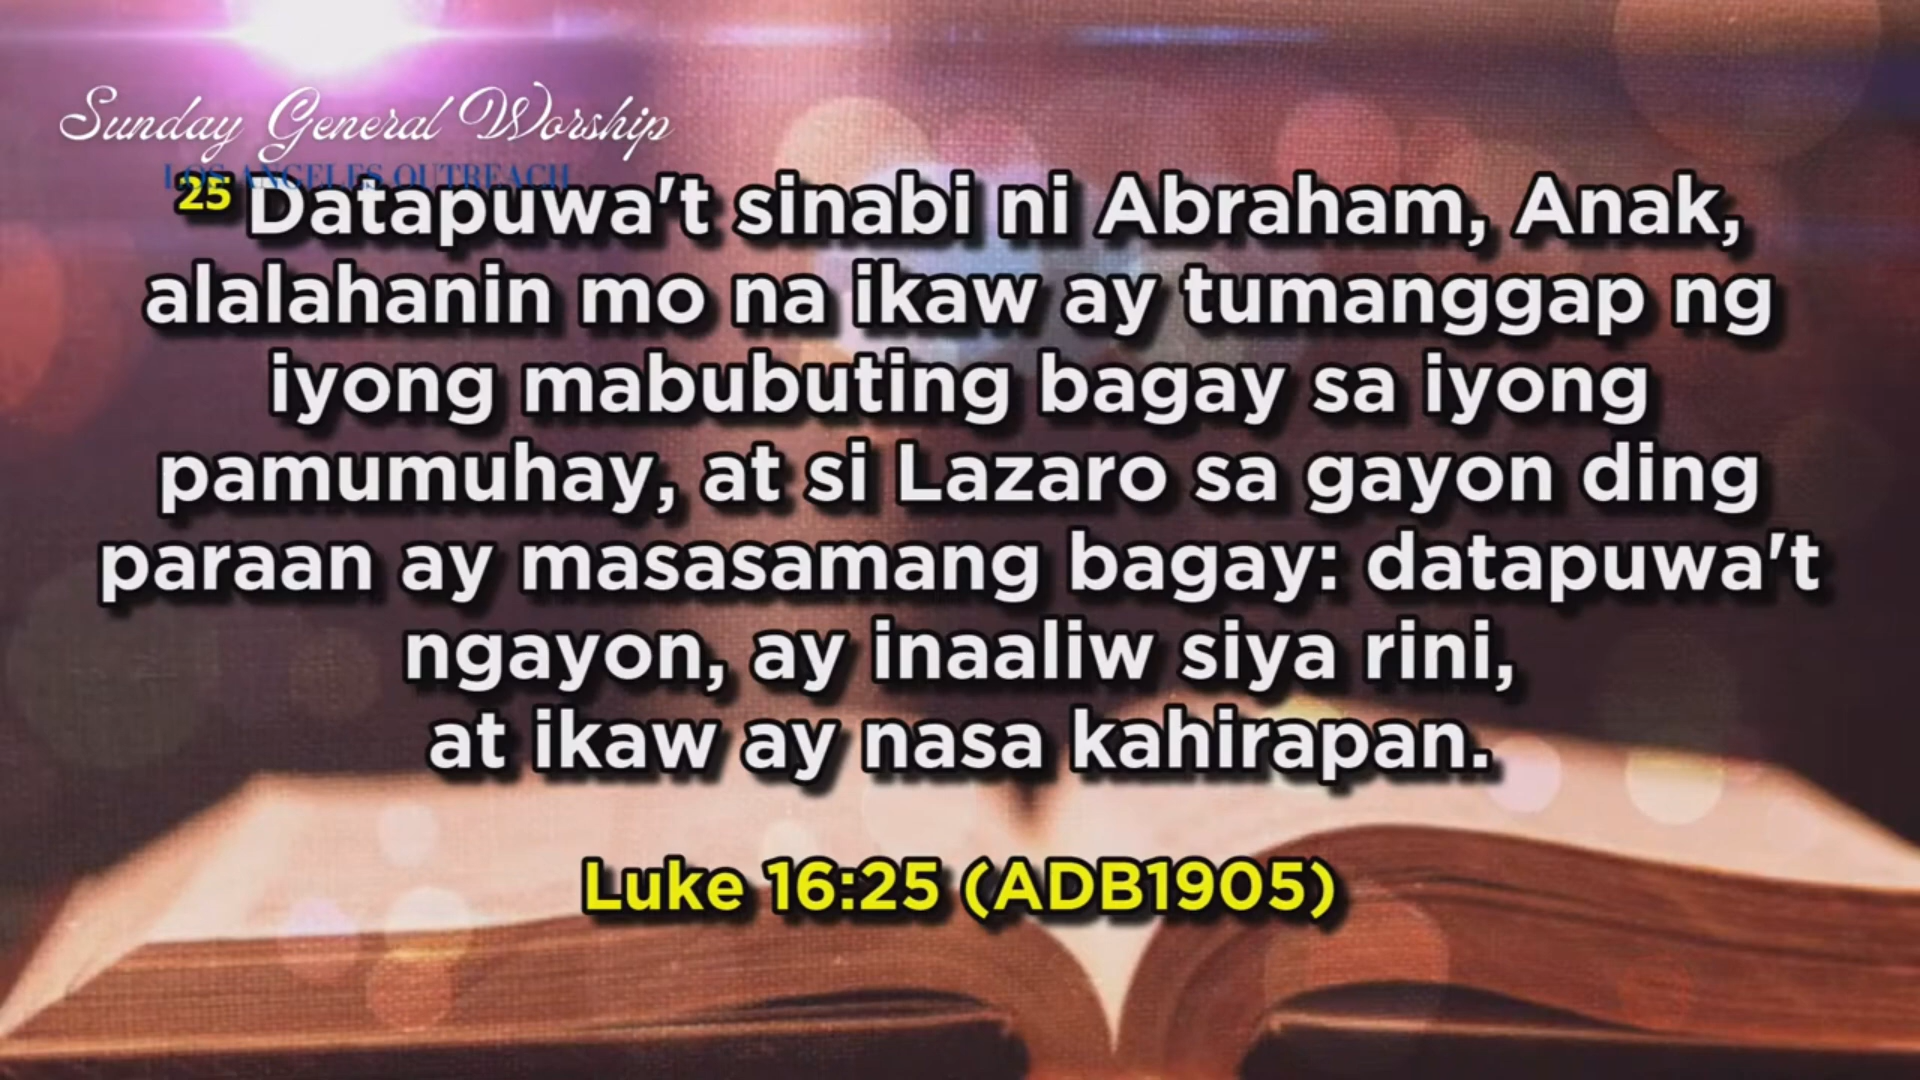 Sunday General Worship
LOS ANGELES OUTREACH
25 Datapuwa't sinabi ni Abraham, Anak,
alalahanin mo na ikaw ay tumanggap ng
iyong mabubuting bagay sa iyong
pamumuhay, at si Lazaro sa gayon ding
paraan ay masasamang bagay: datapuwa't
ngayon, ay inaaliw siya rini,
at ikaw ay nasa kahirapan.
Luke 16:25 (ADB1905)